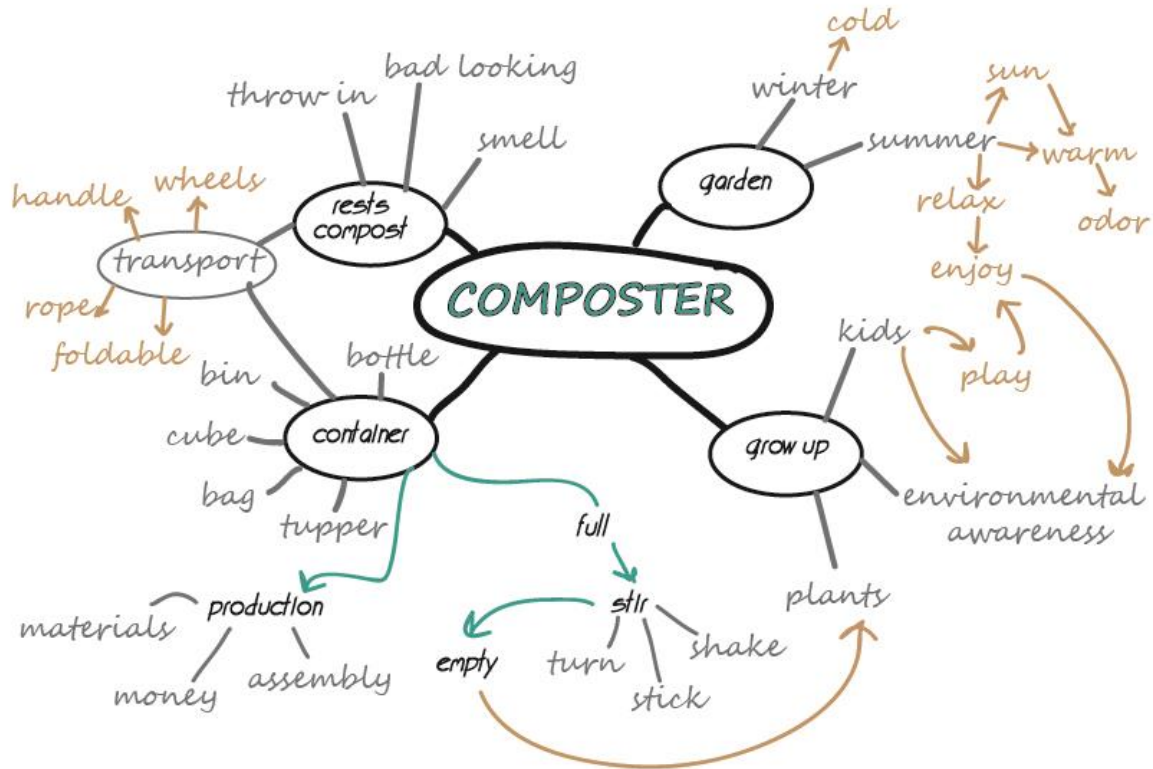 cold
bad looking
sun
winter
throw in
smell
summer
warm
wheels
handle
garden
rests
compost
relax
odor
transport
enjoy
COMPOSTER
rope
kids
foldable
bottle
play
bin
container
cube
grow up
bag
environmental
awareness
tupper
full
production
stir
plants
materials
shake
empty
turn
assembly
money
stick